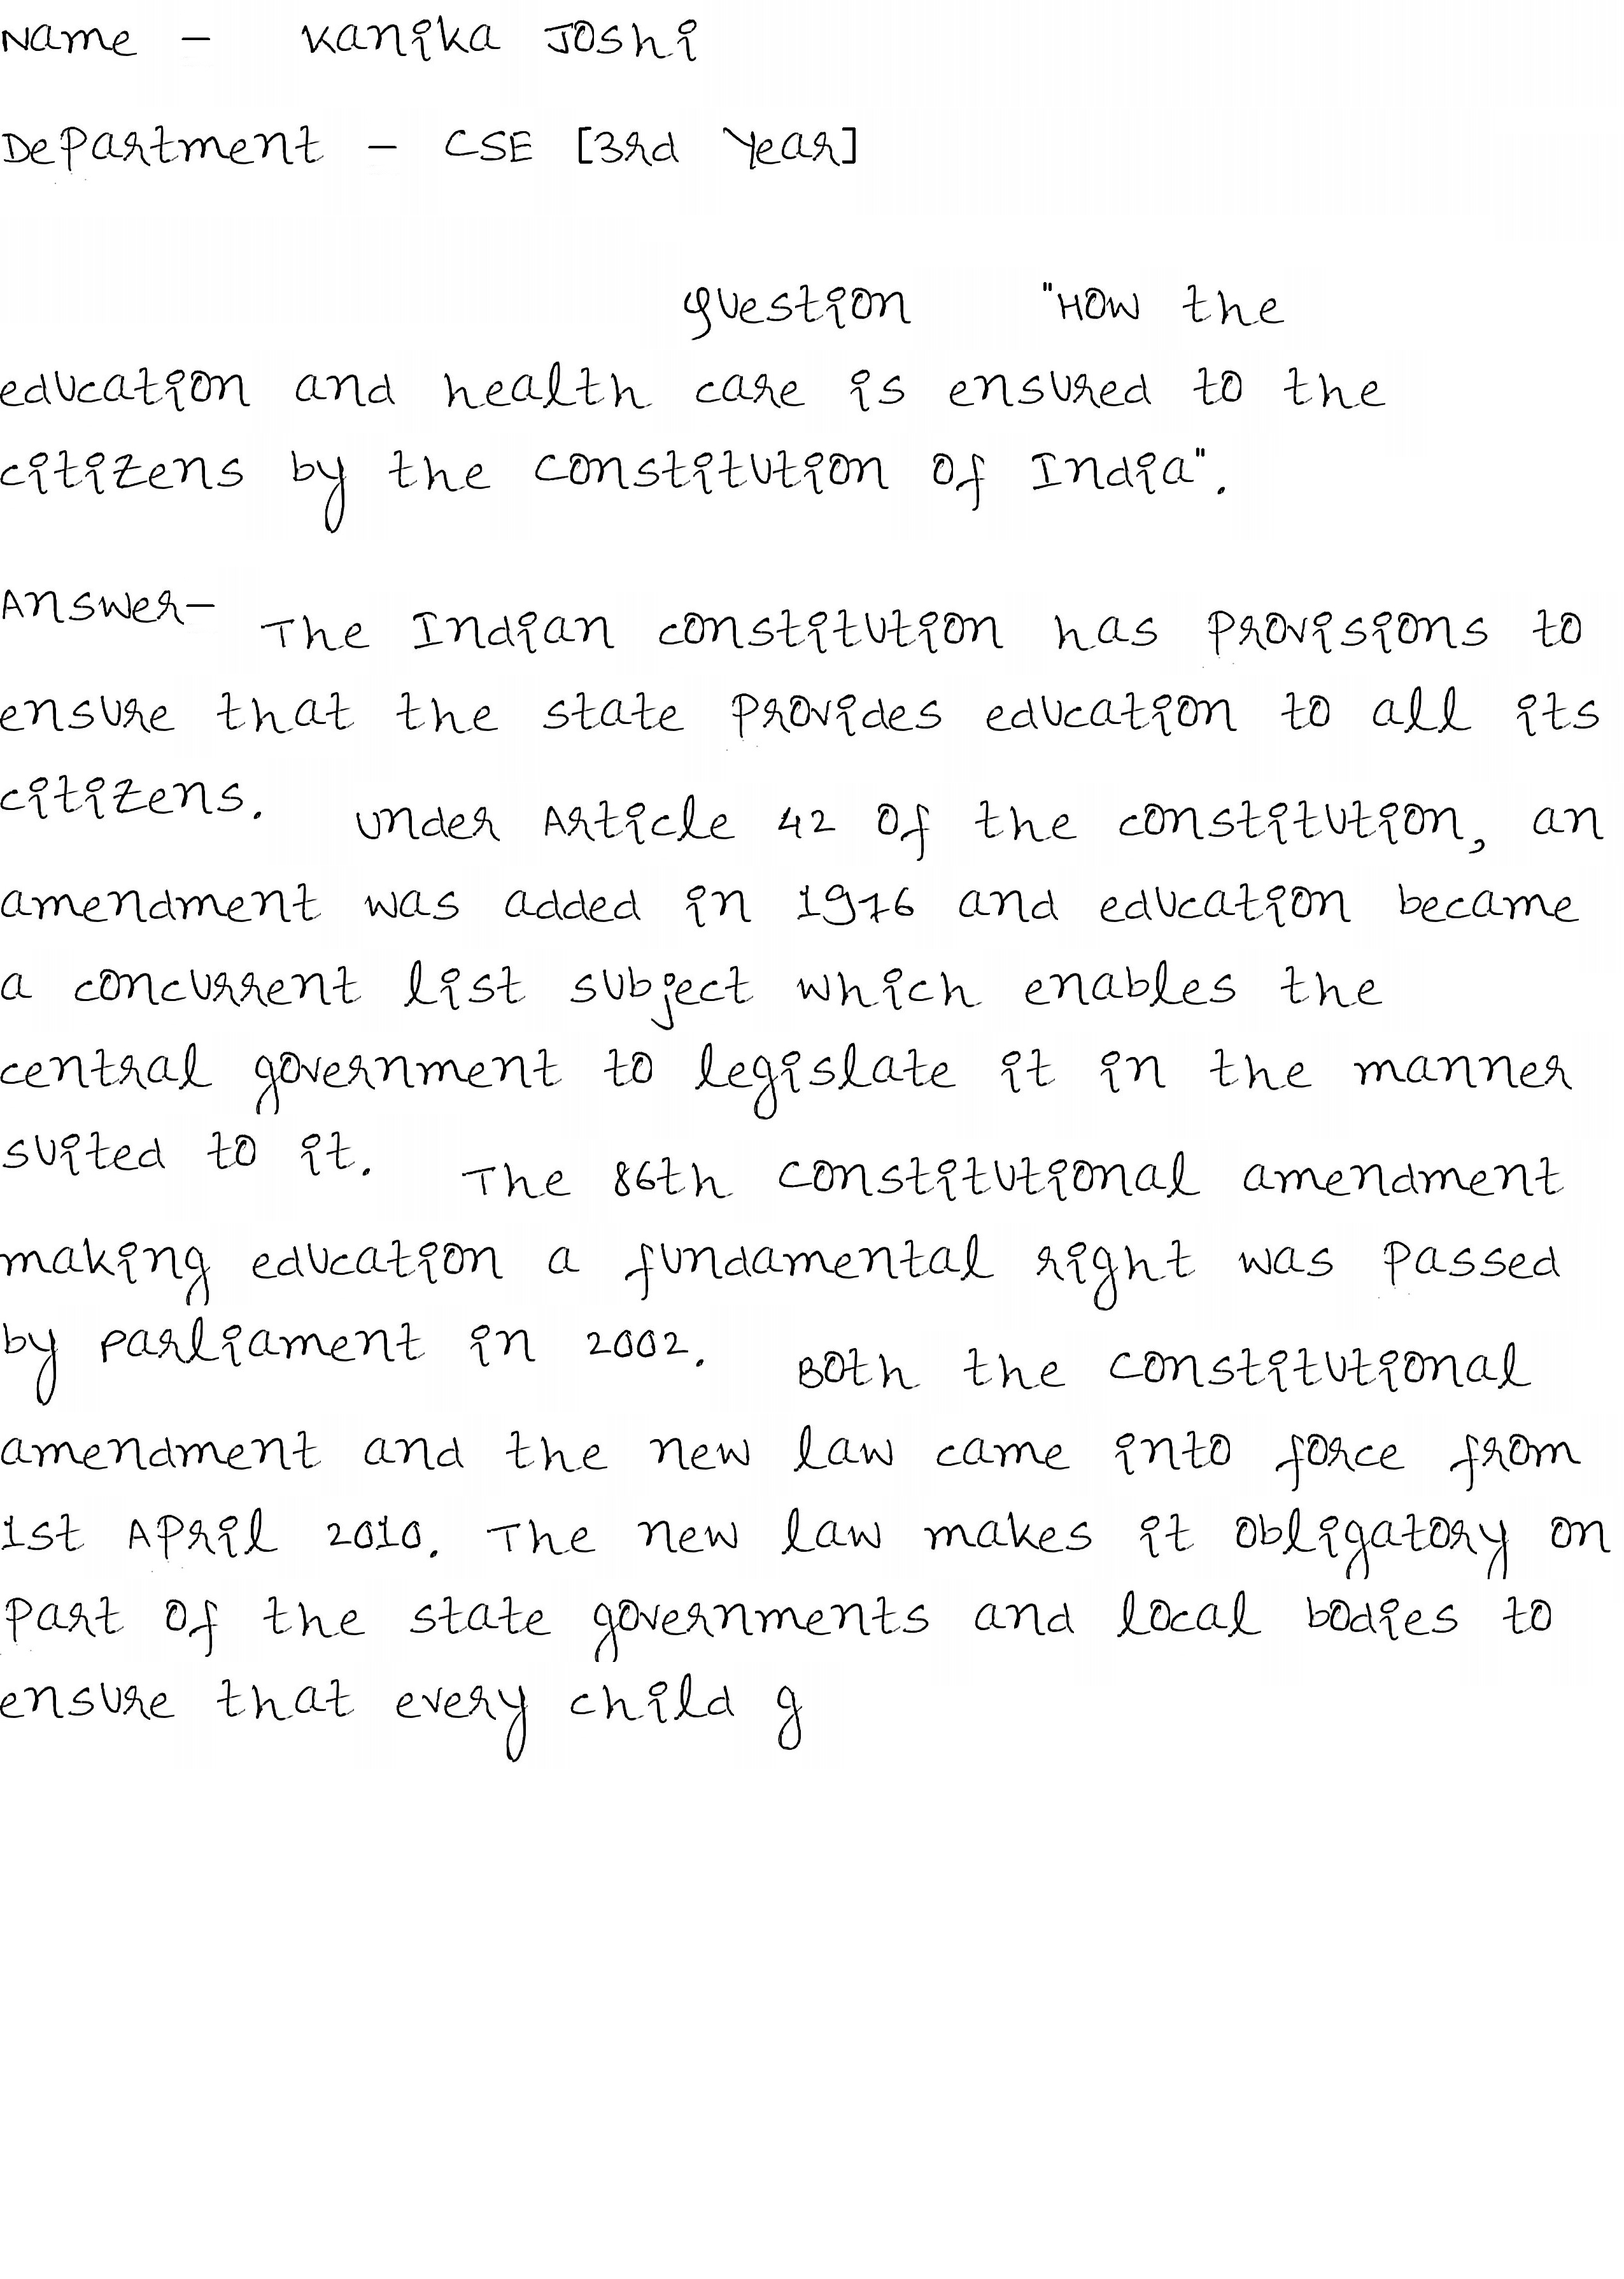 Name - Kanika Joshi
Department - CSE [3rd Year]
Question "How the
education and health care is ensured to the
citizens by the constitution of India".
Answer- The Indian constitution has provisions to
ensure that the state provides education to all its
citizens. Under Article 42 of the constitution, an
amendment was added in 1976 and education became
a concurrent list subject which enables the
central government to legislate it in the manner
suited to it. The 86th constitutional amendment
making education a fundamental right was passed
by Parliament in 2002. Both the constitutional
amendment and the new law came into force from
1st April 2010. The new law makes it obligatory on
part of the state governments and local bodies to
ensure that every child g